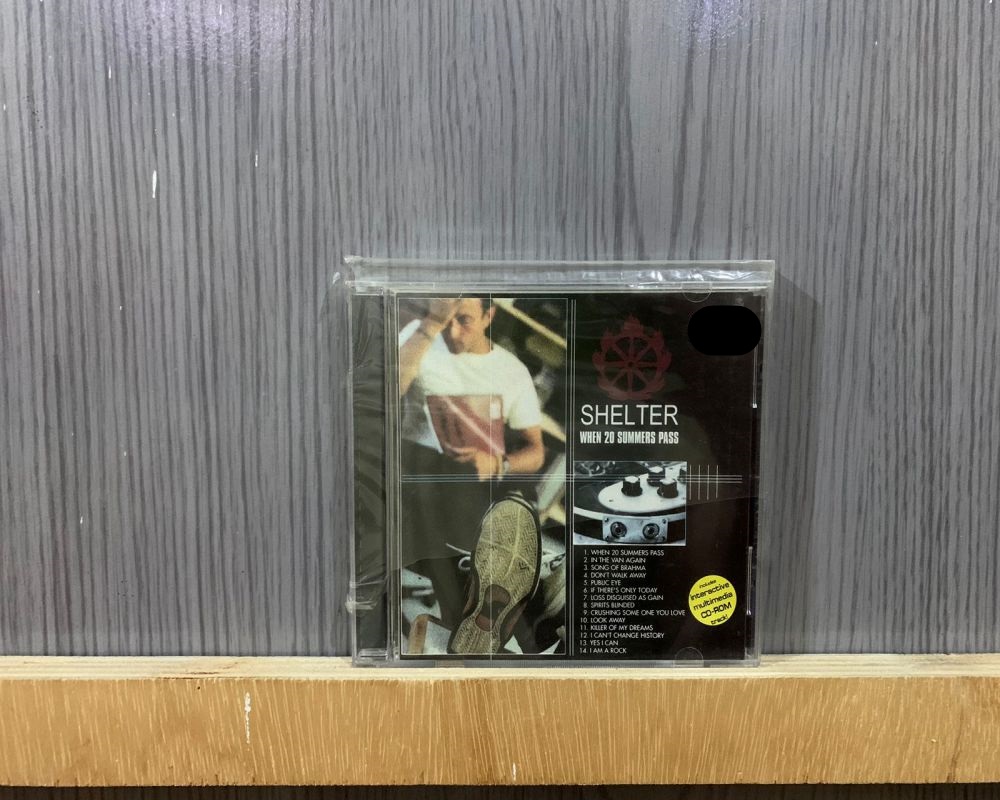 SHELTER
WHEN 20 SUMMERS PASS
1. WHEN 20 SUMMERS PASS
2. IN THE VAN AGAIN
3. SONG OF BRAHMA
4. DON'T WALK AWAY
5. PUBLIC EYE
6. IF THERE'S ONLY TODAY
7. LOSS DISGUISED AS GAIN
8. SPIRITS BLINDED
9. CRUSHING SOME ONE YOU LOVE
10. LOOK AWAY
11. KILLER OF MY DREAMS
12. I CAN'T CHANGE HISTORY
13. YES I CAN
14. I AM A ROCK
includes
interactive
multimedia
CD-ROM
track!